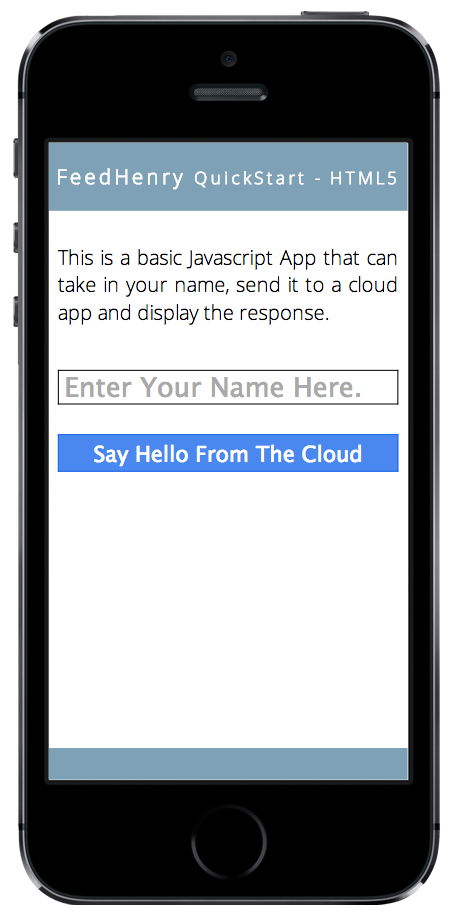 FeedHenry QuickStart - HTML5
This is a basic Javascript App that can
take in your name, send it to a cloud
app and display the response.
Enter Your Name Here.
Say Hello From The Cloud